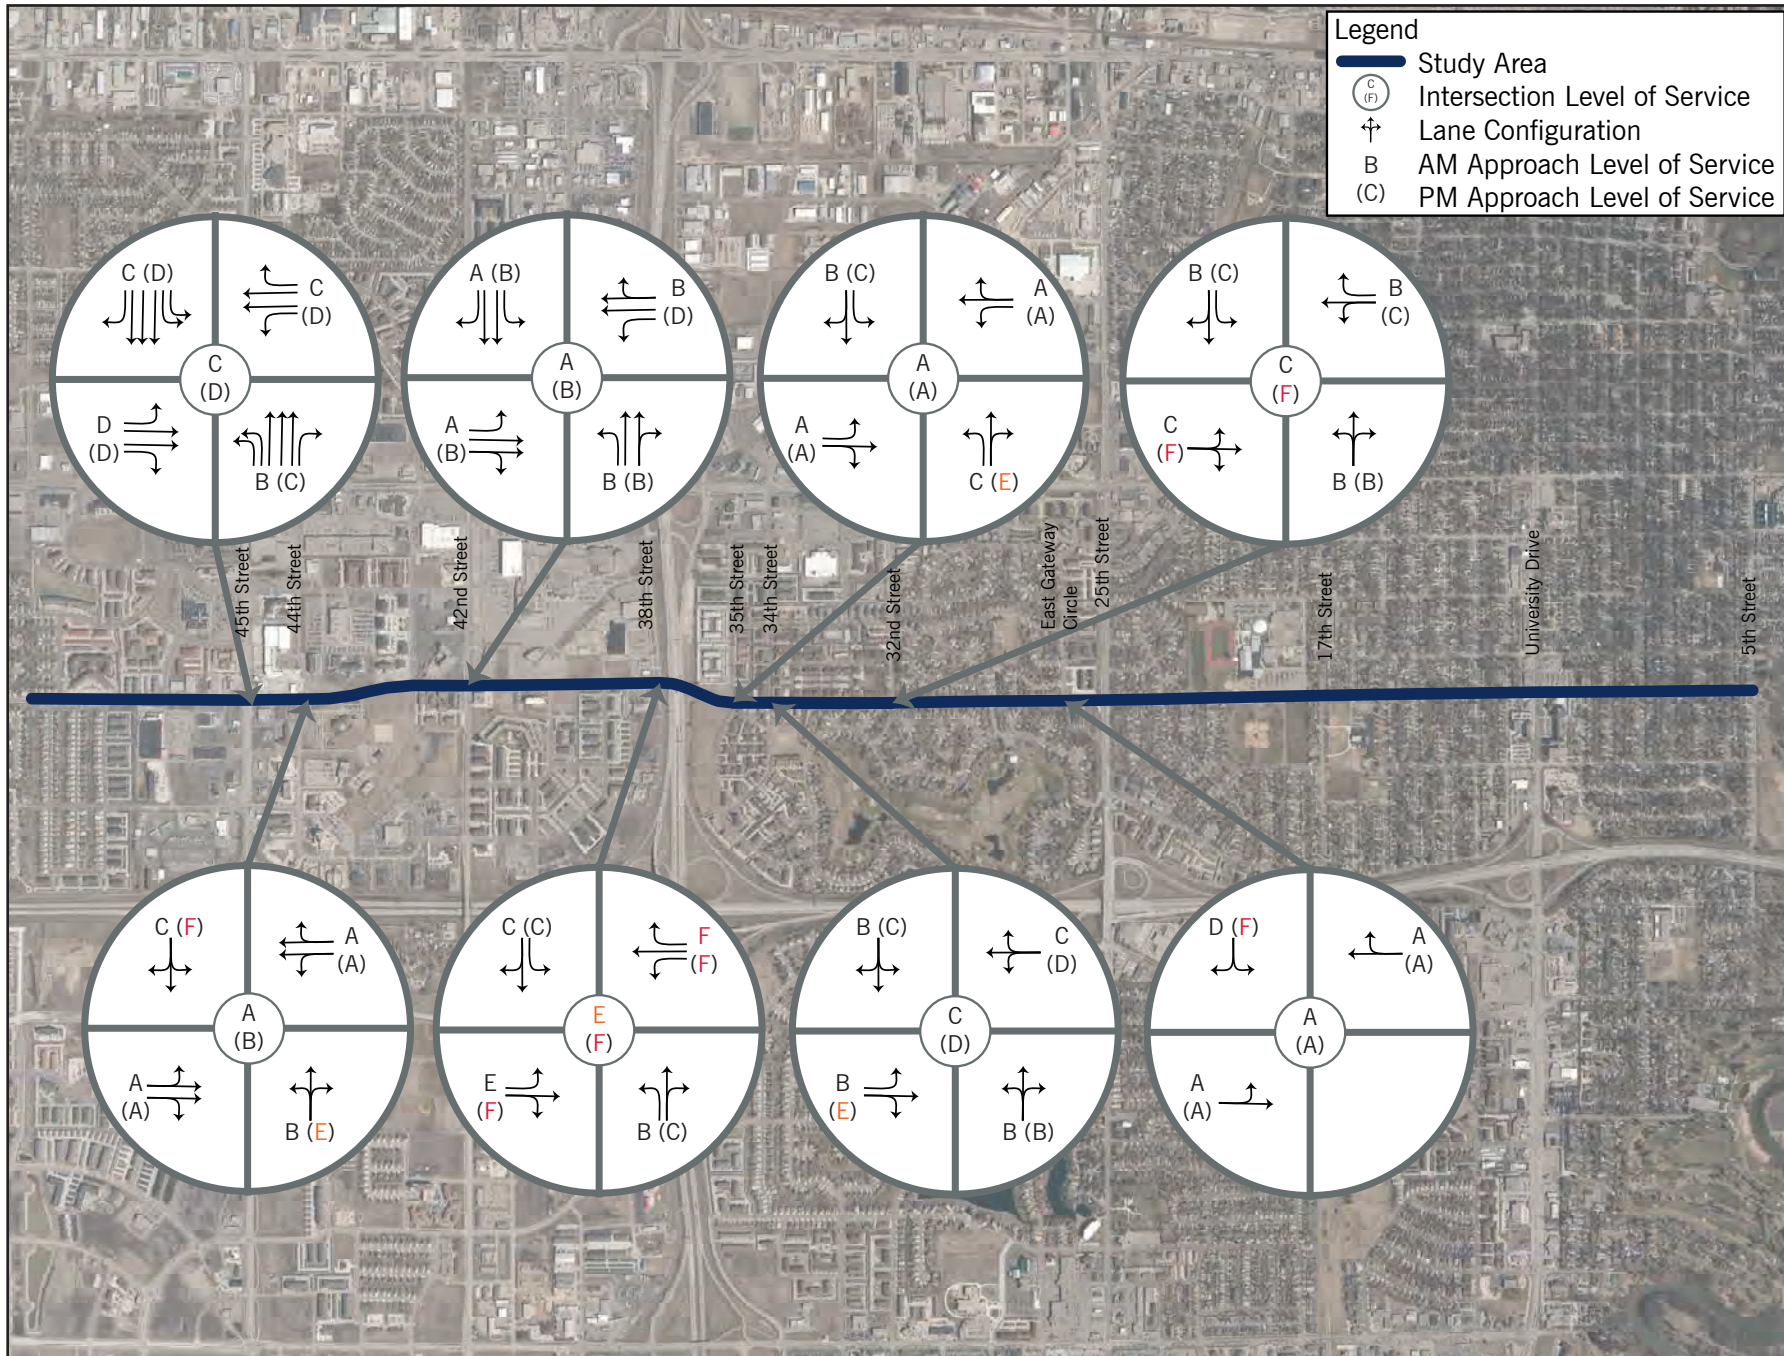 Legend
Study Area
C
(F)
Intersection Level of Service
Lane Configuration
B
AM Approach Level of Service
(C)
PM Approach Level of Service
C (D)
C
(D)
C
(D)
D
(D)
B (C)
A (B)
B
(D)
A
(B)
A
(B)
B (B)
B (C)
A
(A)
A
(A)
A
(A)
C (E)
B (C)
B
(C)
C
(F)
C
(F)
B (B)
45th Street
44th Street
42nd Street
38th Street
35th Street
34th Street
32nd Street
East Gateway
Circle
25th Street
17th Street
University Drive
5th Street
C (F)
A
(A)
A
(B)
A
(A)
B (E)
C (C)
F
(F)
E
(F)
E
(F)
B (C)
B (C)
C
(D)
C
(D)
B
(E)
B (B)
D (F)
A
(A)
A
(A)
A
(A)